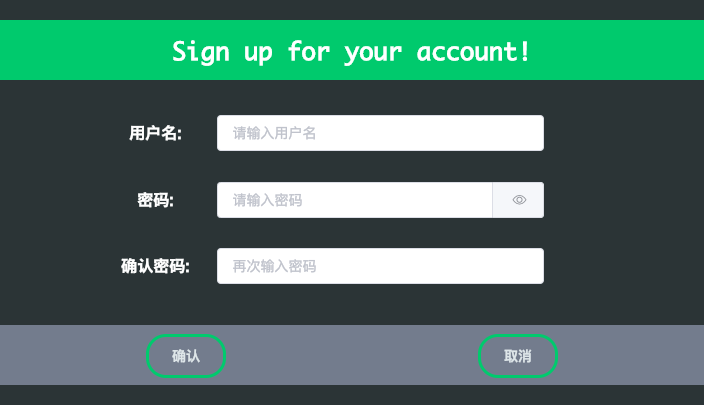 Sign up for your account!
用户名: 请输入用户名
密码: 请输入密码
确认密码: 再次输入密码
确认 取消